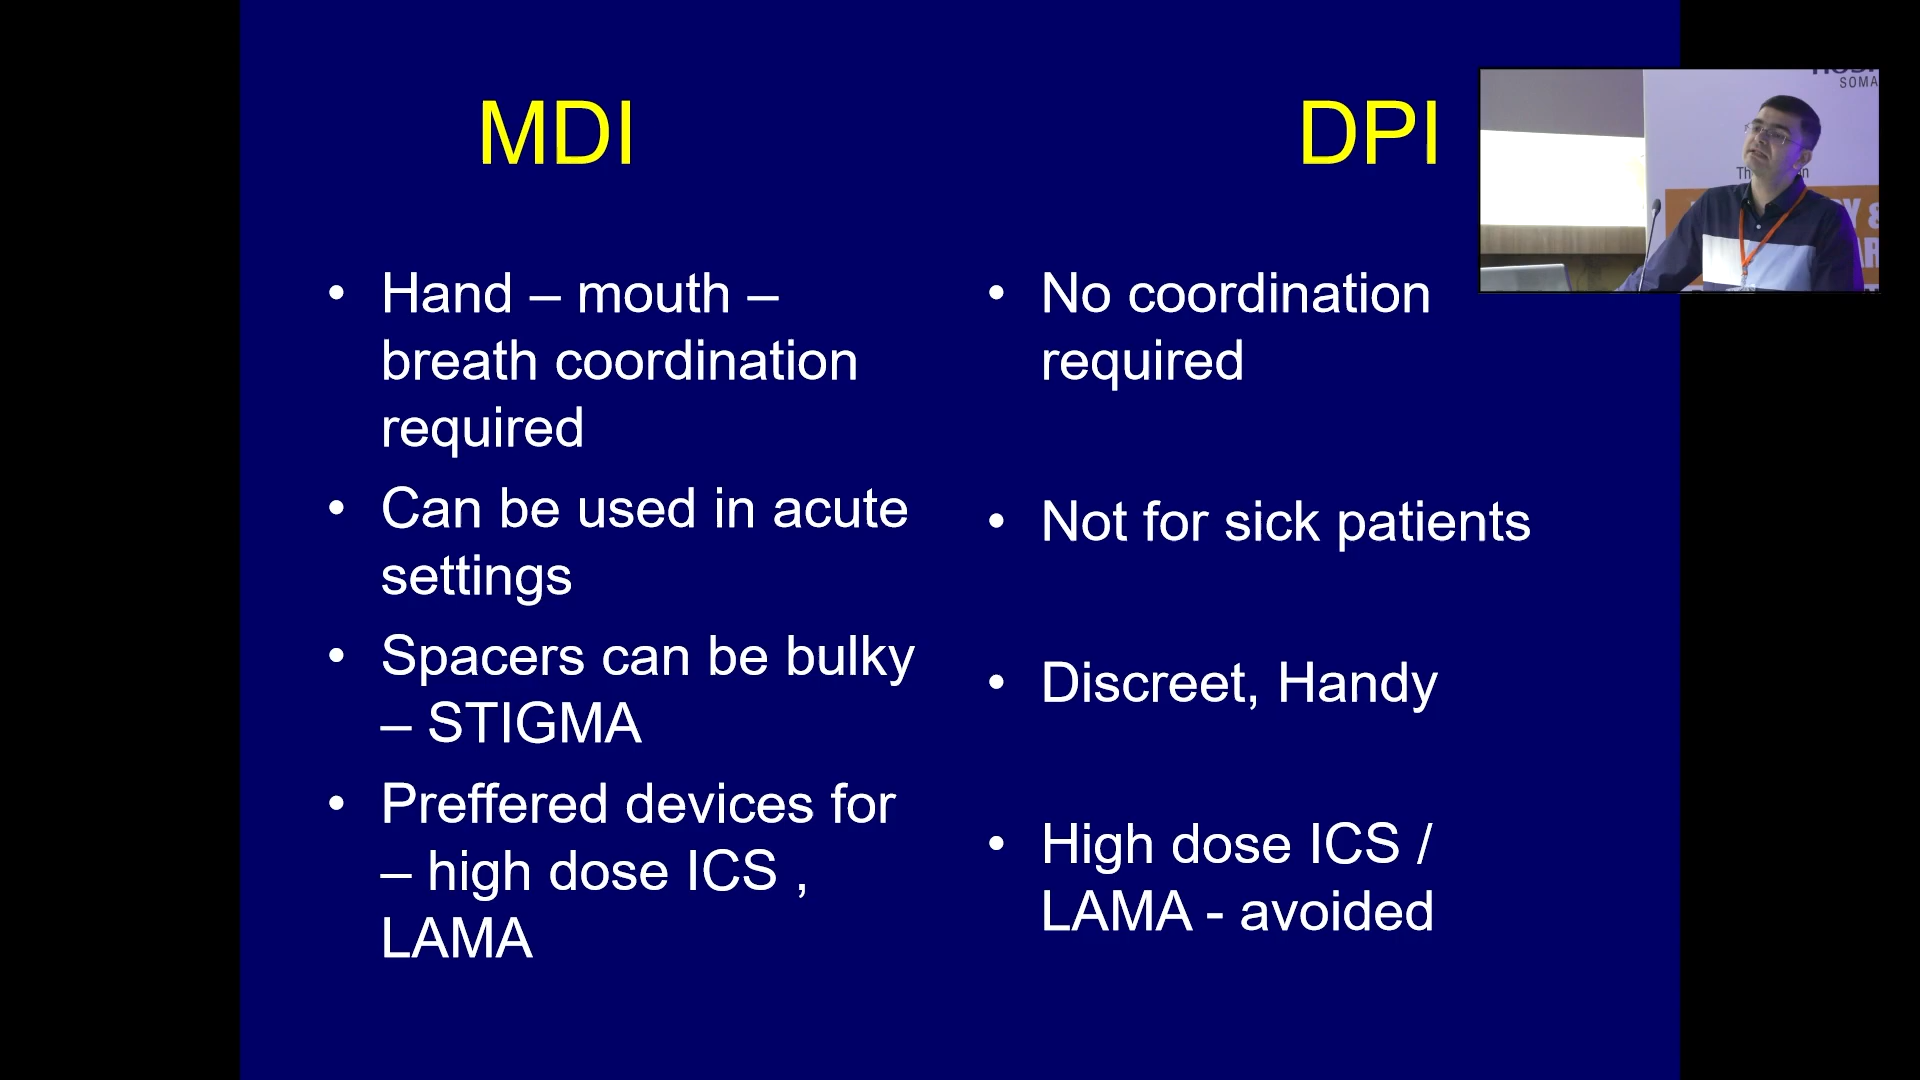 MDI
DPI
• Hand – mouth –
breath coordination
required
• Can be used in acute
settings
• Spacers can be bulky
– STIGMA
• Preffered devices for
– high dose ICS ,
LAMA
• No coordination
required
• Not for sick patients
• Discreet, Handy
• High dose ICS /
LAMA - avoided
SOMA